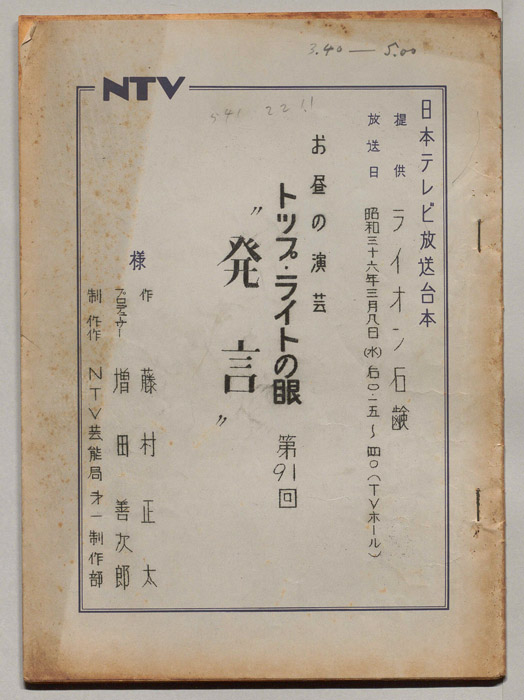 3.40 — 5.00
NTV
日本テレビ放送台本
提供 ライオン石鹸
放送日 昭和三十六年三月八日(水)后〇・一五~四〇(TVホール)
お昼の演芸
トップ・ライトの眼 第91回
〝発言〟
様
作 藤村正太
プロデューサー 増田善次郎
制作 NTV芸能局第一制作部